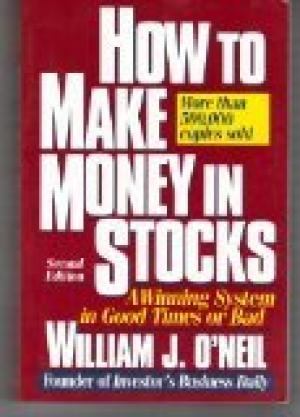 HOW TO
MAKE
More than
500,000
copies sold
MONEY IN
STOCKS
Second
Edition
A Winning System
in Good Times or Bad
WILLIAM J. O'NEIL
Founder of Investor's Business Daily